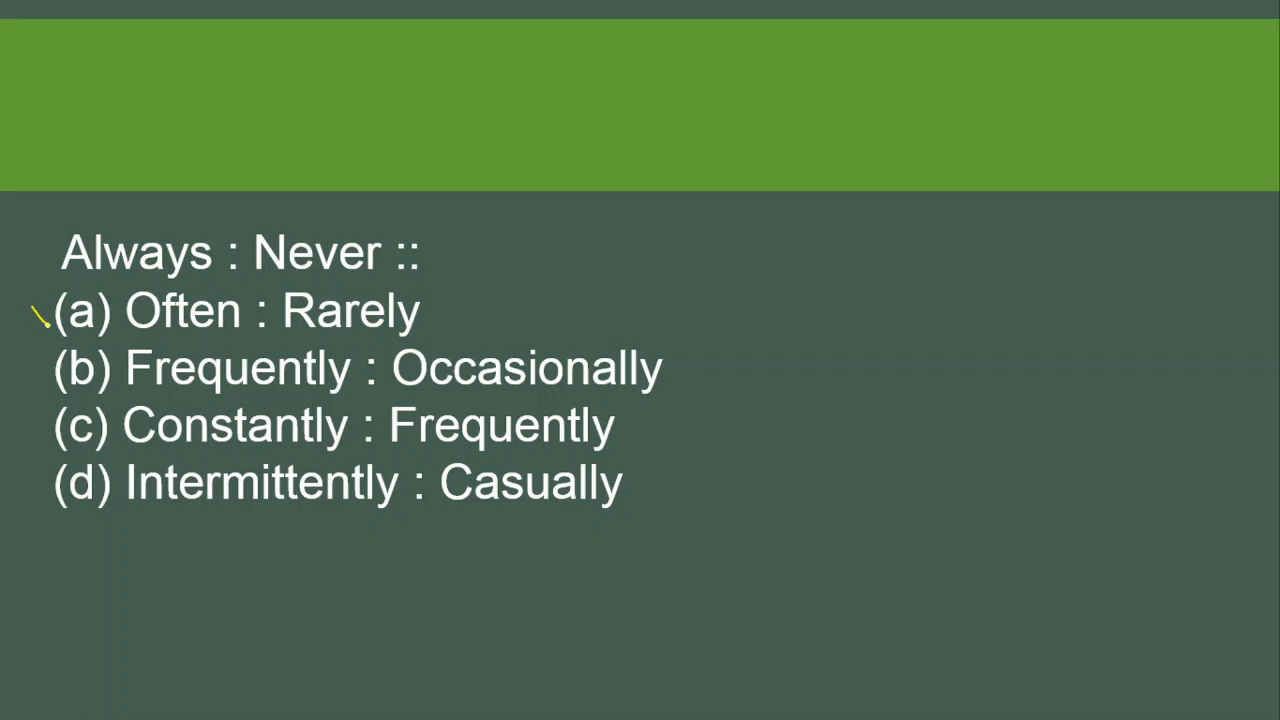 Always : Never ::
(a) Often : Rarely
(b) Frequently : Occasionally
(c) Constantly : Frequently
(d) Intermittently : Casually